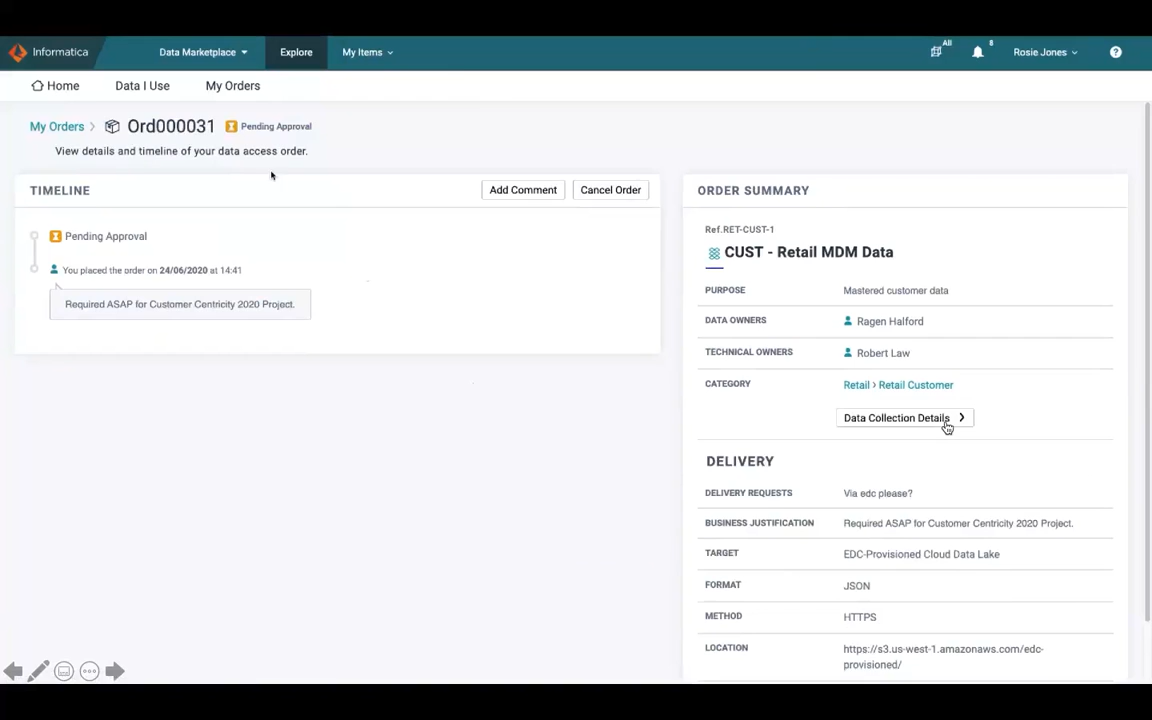 Informatica
Data Marketplace
Explore
My Items
All
8
Rosie Jones
?
Home
Data I Use
My Orders
My Orders > Ord000031 Pending Approval
View details and timeline of your data access order.
TIMELINE
Add Comment
Cancel Order
Pending Approval
You placed the order on 24/06/2020 at 14:41
Required ASAP for Customer Centricity 2020 Project.
ORDER SUMMARY
Ref.RET-CUST-1
CUST - Retail MDM Data
PURPOSE Mastered customer data
DATA OWNERS Ragen Halford
TECHNICAL OWNERS Robert Law
CATEGORY Retail › Retail Customer
Data Collection Details
DELIVERY
DELIVERY REQUESTS Via edc please?
BUSINESS JUSTIFICATION Required ASAP for Customer Centricity 2020 Project.
TARGET EDC-Provisioned Cloud Data Lake
FORMAT JSON
METHOD HTTPS
LOCATION https://s3.us-west-1.amazonaws.com/edc-
provisioned/